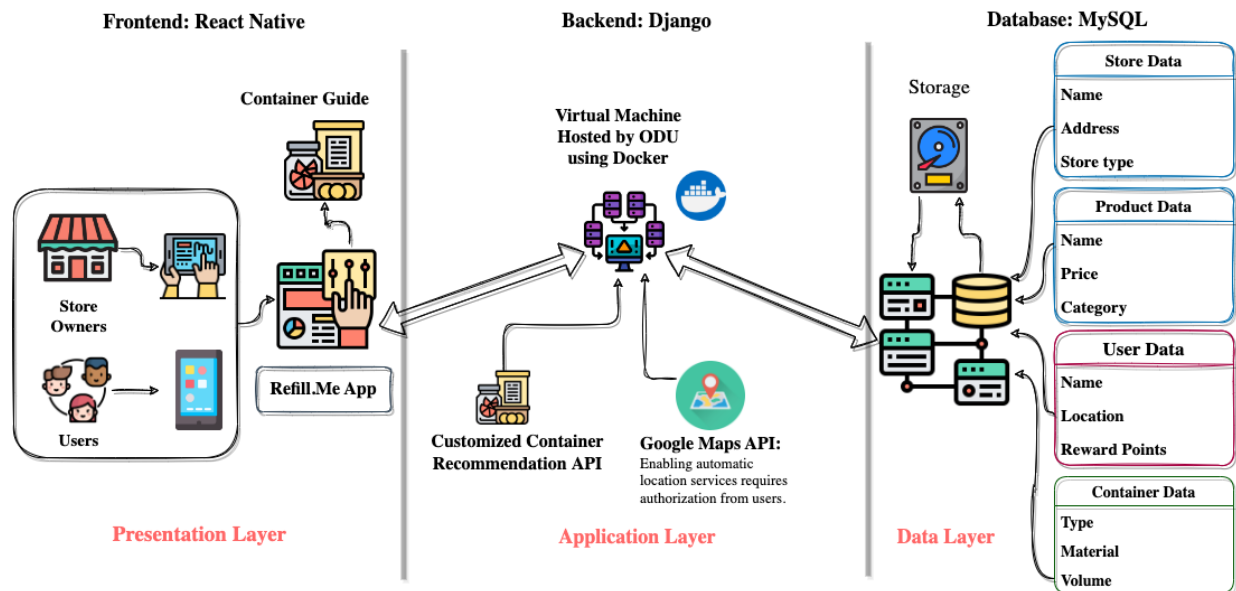 Frontend: React Native
Container Guide
Store
Owners
Users
Refill.Me App
Presentation Layer
Backend: Django
Virtual Machine
Hosted by ODU
using Docker
Customized Container
Recommendation API
Google Maps API:
Enabling automatic
location services requires
authorization from users.
Application Layer
Database: MySQL
Storage
Data Layer
Store Data
Name
Address
Store type
Product Data
Name
Price
Category
User Data
Name
Location
Reward Points
Container Data
Type
Material
Volume